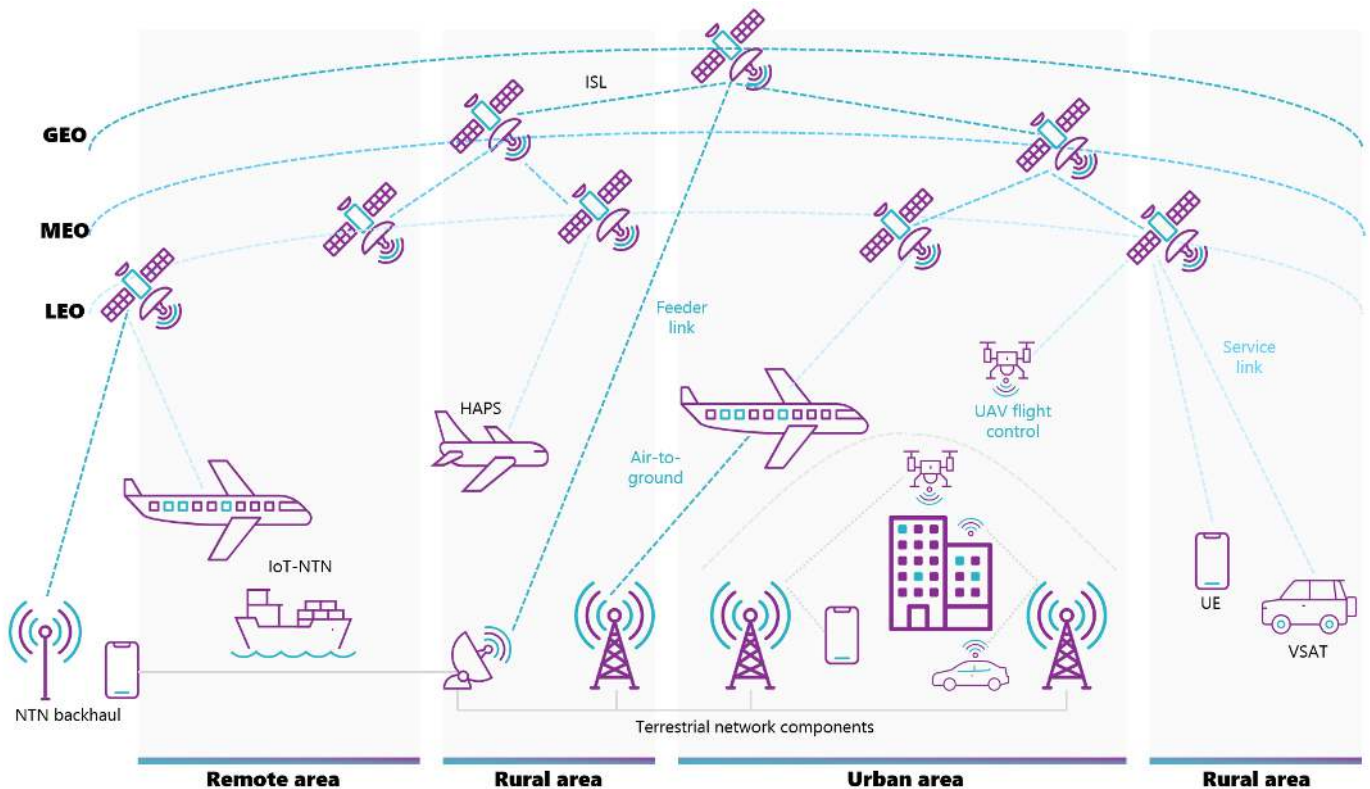 ISL
GEO
MEO
LEO
Feeder
link
Service
link
HAPS
UAV flight
control
Air-to-
ground
IoT-NTN
UE
VSAT
NTN backhaul
Terrestrial network components
Remote area
Rural area
Urban area
Rural area